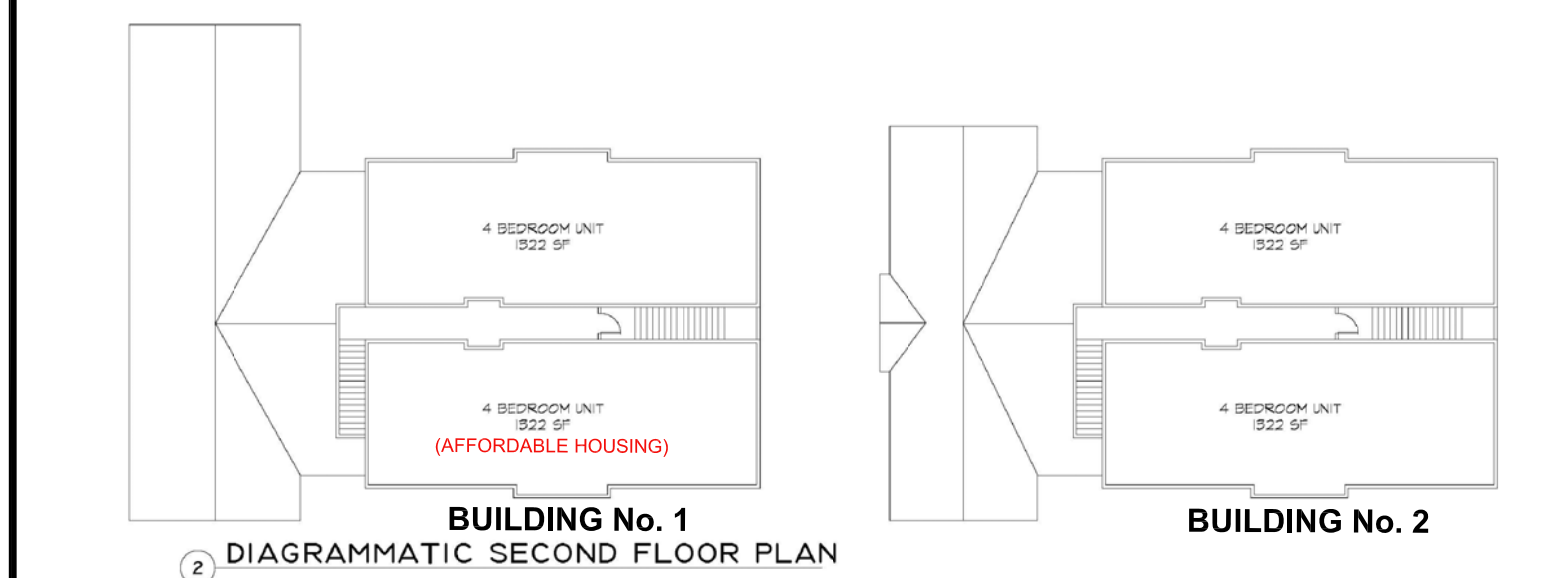 4 BEDROOM UNIT
1322 SF
4 BEDROOM UNIT
1322 SF
4 BEDROOM UNIT
1322 SF
(AFFORDABLE HOUSING)
4 BEDROOM UNIT
1322 SF
BUILDING No. 1
BUILDING No. 2
2 DIAGRAMMATIC SECOND FLOOR PLAN